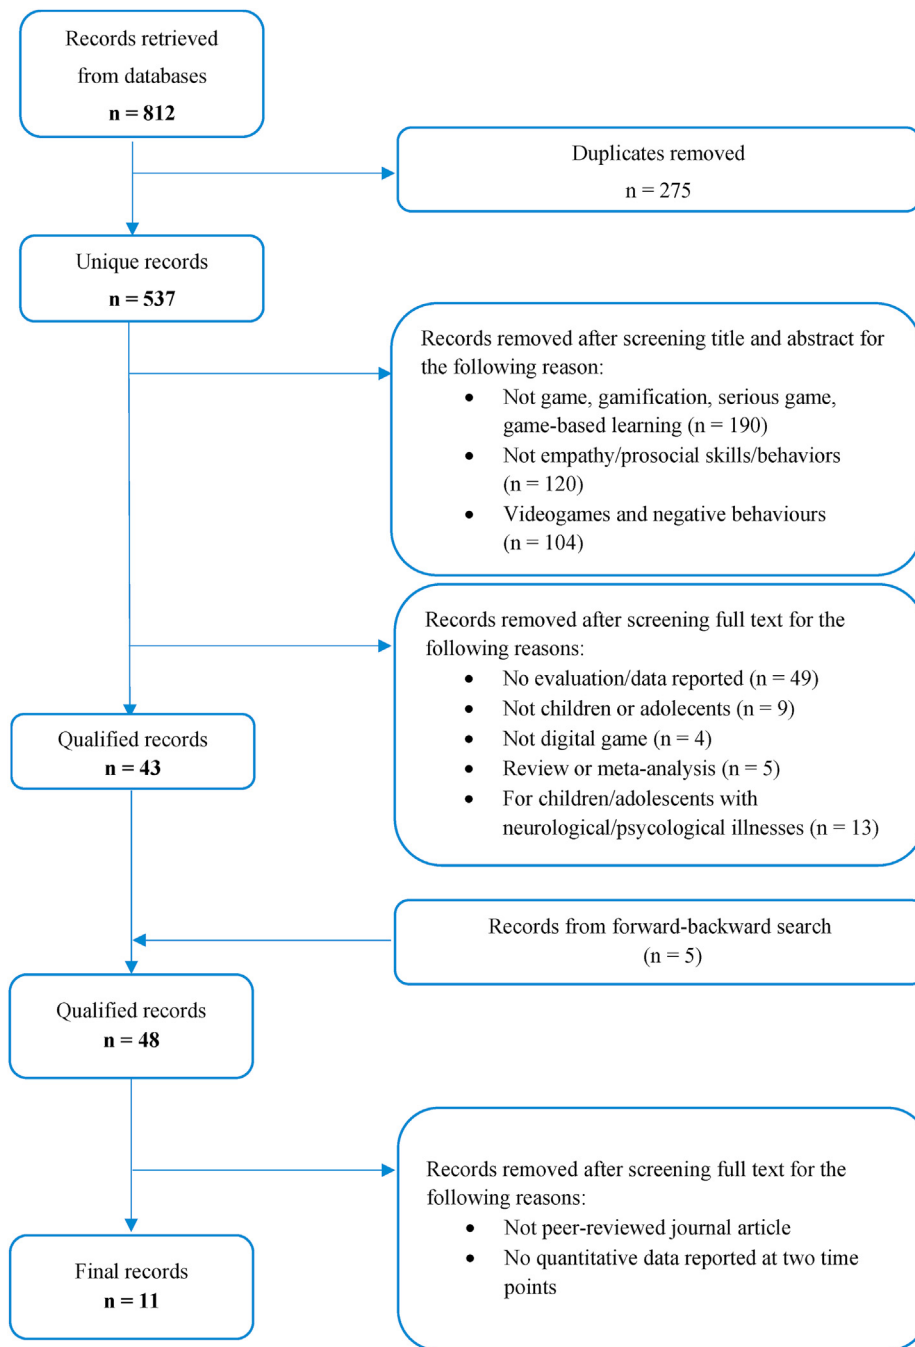 Records retrieved
from databases
n = 812
Duplicates removed
n = 275
Unique records
n = 537
Records removed after screening title and abstract for
the following reason:
• Not game, gamification, serious game,
game-based learning (n = 190)
• Not empathy/prosocial skills/behaviors
(n = 120)
• Videogames and negative behaviours
(n = 104)
Records removed after screening full text for the
following reasons:
• No evaluation/data reported (n = 49)
• Not children or adolecents (n = 9)
• Not digital game (n = 4)
• Review or meta-analysis (n = 5)
• For children/adolescents with
neurological/psycological illnesses (n = 13)
Qualified records
n = 43
Records from forward-backward search
(n = 5)
Qualified records
n = 48
Records removed after screening full text for the
following reasons:
• Not peer-reviewed journal article
• No quantitative data reported at two time
points
Final records
n = 11